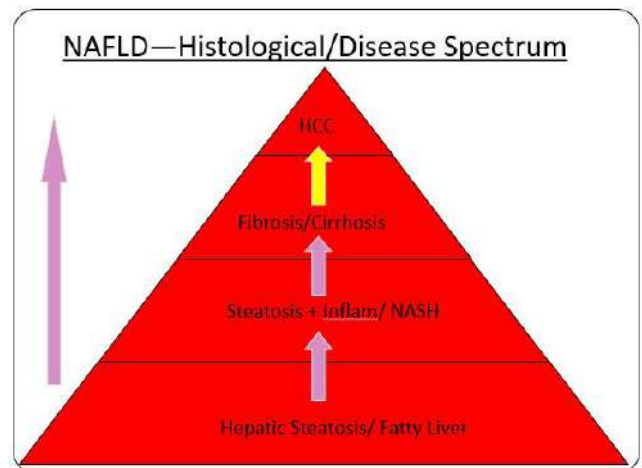 NAFLD—Histological/Disease Spectrum
HCC
Fibrosis/Cirrhosis
Steatosis + Inflam/ NASH
Hepatic Steatosis/ Fatty Liver